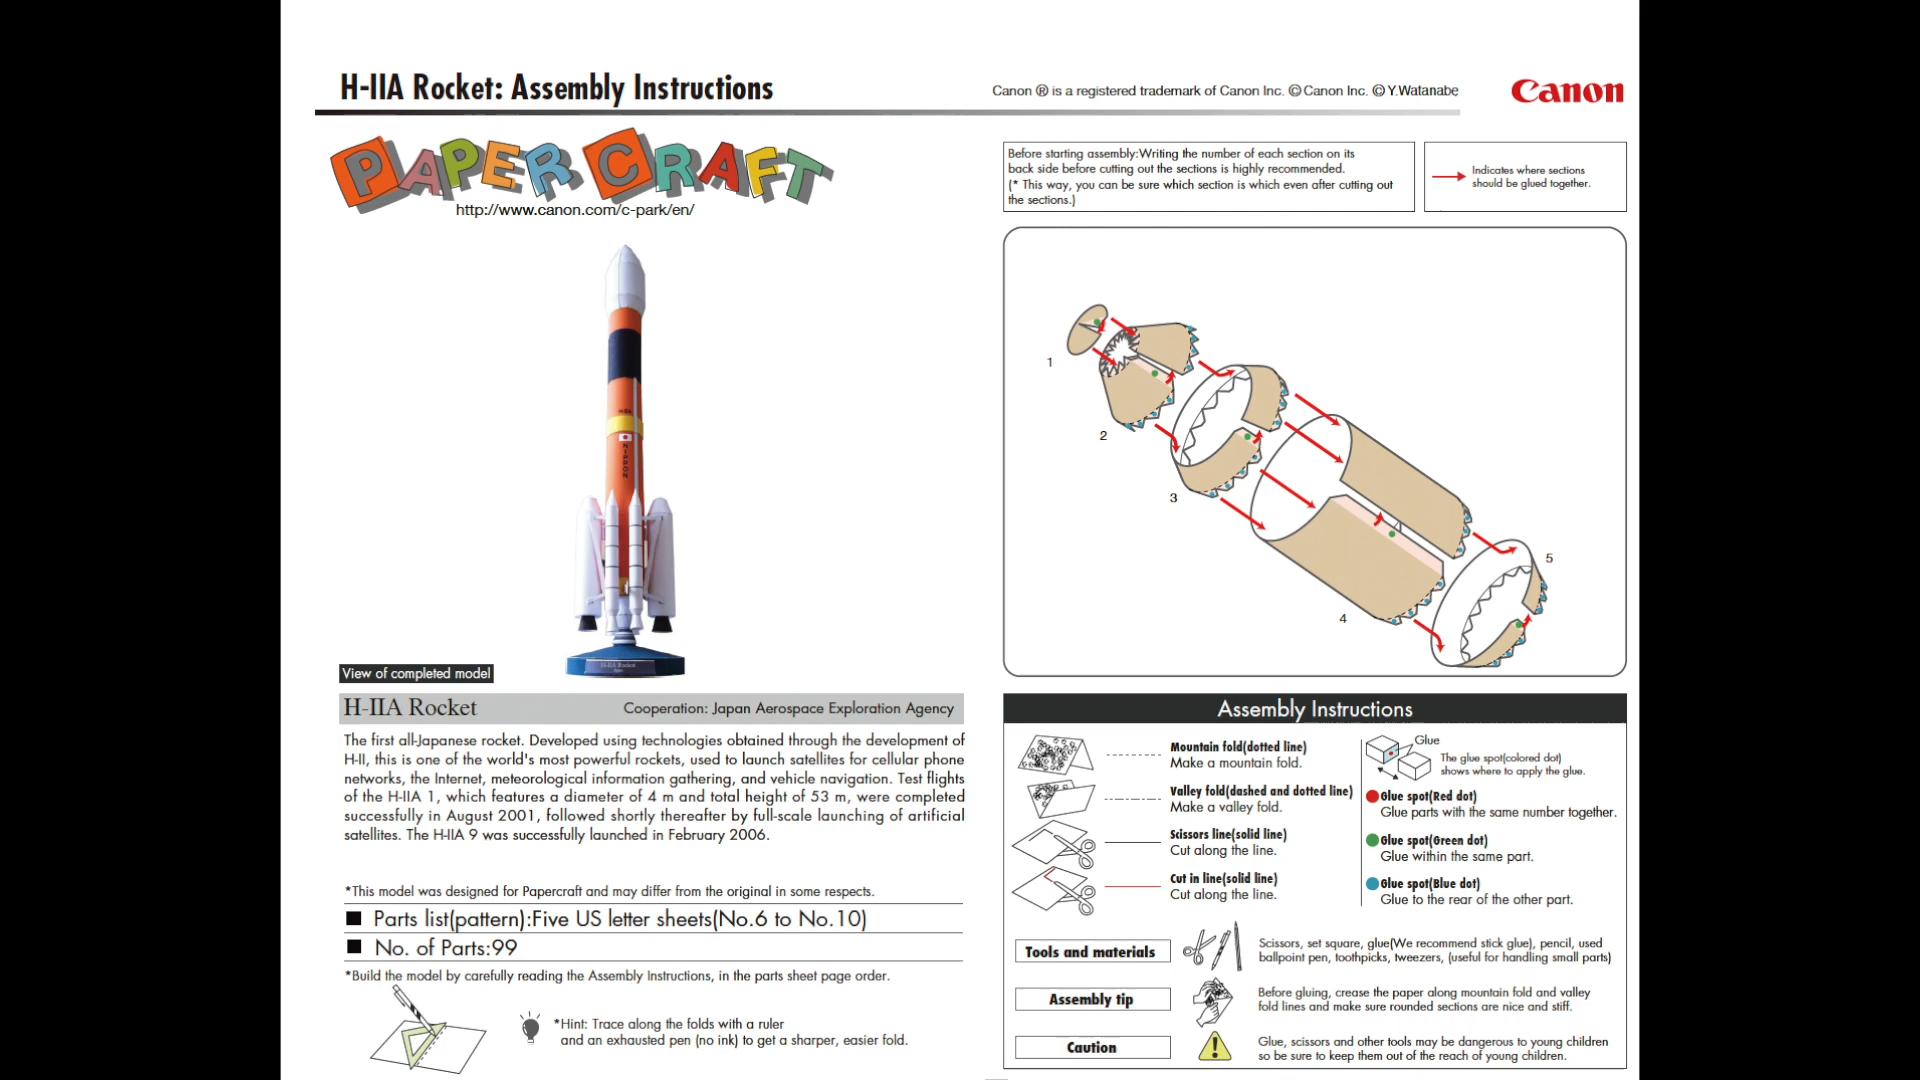 H-IIA Rocket: Assembly Instructions
Canon ® is a registered trademark of Canon Inc. © Canon Inc. © Y.Watanabe
Canon
PAPER CRAFT
http://www.canon.com/c-park/en/
Before starting assembly:Writing the number of each section on its
back side before cutting out the sections is highly recommended.
(* This way, you can be sure which section is which even after cutting out
the sections.)
Indicates where sections
should be glued together.
NIPPON
H-IIA Rocket
View of completed model
1
2
3
4
5
H-IIA Rocket
Cooperation: Japan Aerospace Exploration Agency
The first all-Japanese rocket. Developed using technologies obtained through the development of
H-II, this is one of the world's most powerful rockets, used to launch satellites for cellular phone
networks, the Internet, meteorological information gathering, and vehicle navigation. Test flights
of the H-IIA 1, which features a diameter of 4 m and total height of 53 m, were completed
successfully in August 2001, followed shortly thereafter by full-scale launching of artificial
satellites. The H-IIA 9 was successfully launched in February 2006.
*This model was designed for Papercraft and may differ from the original in some respects.
■ Parts list(pattern):Five US letter sheets(No.6 to No.10)
■ No. of Parts:99
*Build the model by carefully reading the Assembly Instructions, in the parts sheet page order.
*Hint: Trace along the folds with a ruler
and an exhausted pen (no ink) to get a sharper, easier fold.
Assembly Instructions
Mountain fold(dotted line)
Make a mountain fold.
Valley fold(dashed and dotted line)
Make a valley fold.
Scissors line(solid line)
Cut along the line.
Cut in line(solid line)
Cut along the line.
Glue
The glue spot(colored dot)
shows where to apply the glue.
Glue spot(Red dot)
Glue parts with the same number together.
Glue spot(Green dot)
Glue within the same part.
Glue spot(Blue dot)
Glue to the rear of the other part.
Tools and materials
Scissors, set square, glue(We recommend stick glue), pencil, used
ballpoint pen, toothpicks, tweezers, (useful for handling small parts)
Assembly tip
Before gluing, crease the paper along mountain fold and valley
fold lines and make sure rounded sections are nice and stiff.
Caution
Glue, scissors and other tools may be dangerous to young children
so be sure to keep them out of the reach of young children.